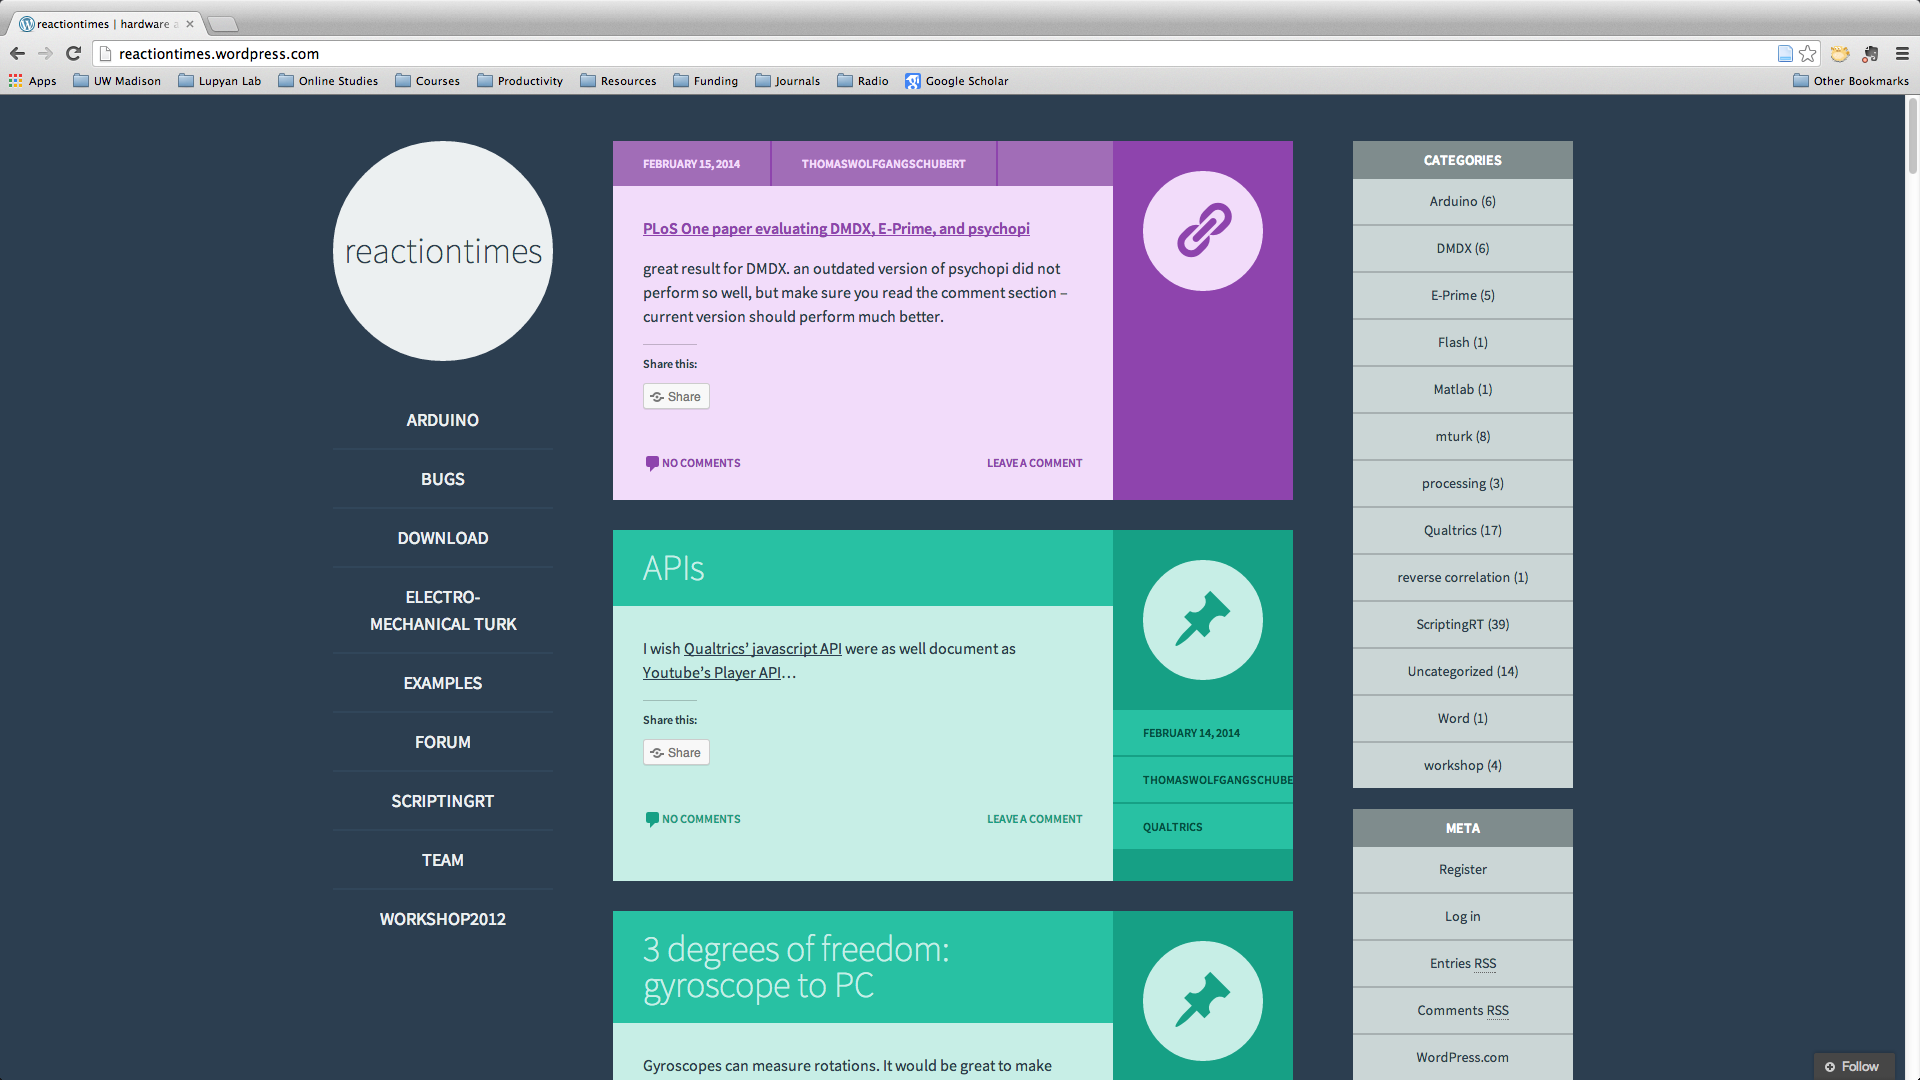 reactiontimes | hardware a
reactiontimes.wordpress.com
Apps UW Madison Lupyan Lab Online Studies Courses Productivity Resources Funding Journals Radio Google Scholar Other Bookmarks
reactiontimes
ARDUINO
BUGS
DOWNLOAD
ELECTRO-
MECHANICAL TURK
EXAMPLES
FORUM
SCRIPTINGRT
TEAM
WORKSHOP2012
FEBRUARY 15, 2014 THOMASWOLFGANGSCHUBERT
PLoS One paper evaluating DMDX, E-Prime, and psychopi
great result for DMDX. an outdated version of psychopi did not
perform so well, but make sure you read the comment section –
current version should perform much better.
Share this:
Share
NO COMMENTS LEAVE A COMMENT
APIs
I wish Qualtrics’ javascript API were as well document as
Youtube’s Player API…
Share this:
Share
NO COMMENTS LEAVE A COMMENT
FEBRUARY 14, 2014
THOMASWOLFGANGSCHUBE
QUALTRICS
3 degrees of freedom:
gyroscope to PC
Gyroscopes can measure rotations. It would be great to make
CATEGORIES
Arduino (6)
DMDX (6)
E-Prime (5)
Flash (1)
Matlab (1)
mturk (8)
processing (3)
Qualtrics (17)
reverse correlation (1)
ScriptingRT (39)
Uncategorized (14)
Word (1)
workshop (4)
META
Register
Log in
Entries RSS
Comments RSS
WordPress.com
Follow